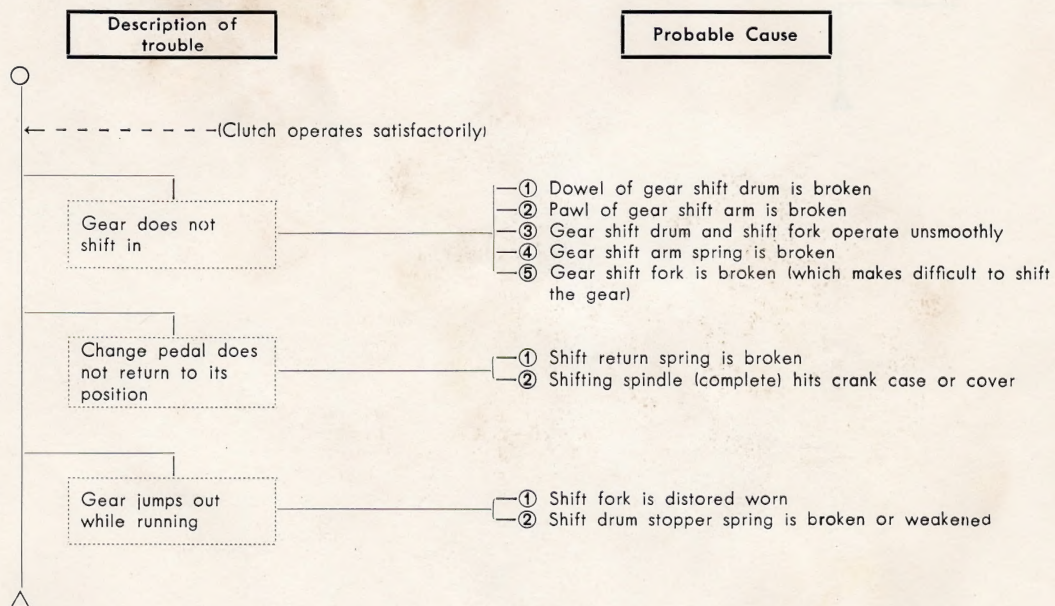 Description of
trouble
Probable Cause
(Clutch operates satisfactorily)
Gear does not
shift in
① Dowel of gear shift drum is broken
② Pawl of gear shift arm is broken
③ Gear shift drum and shift fork operate unsmoothly
④ Gear shift arm spring is broken
⑤ Gear shift fork is broken (which makes difficult to shift
the gear)
Change pedal does
not return to its
position
① Shift return spring is broken
② Shifting spindle (complete) hits crank case or cover
Gear jumps out
while running
① Shift fork is distored worn
② Shift drum stopper spring is broken or weakened